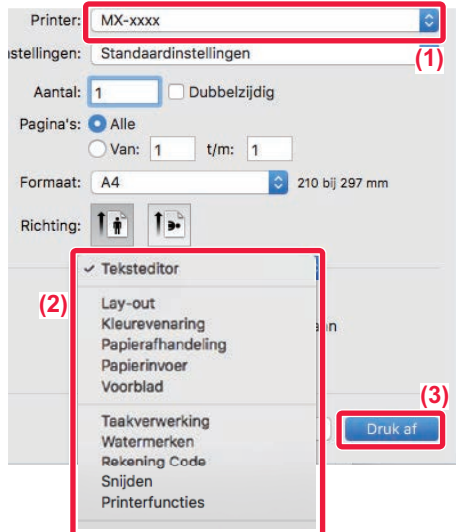 Printer: MX-xxxx
(1)
nstellingen: Standaardinstellingen
Aantal: 1 Dubbelzijdig
Pagina's: Alle
Van: 1 t/m: 1
Formaat: A4 210 bij 297 mm
Richting:
✓ Teksteditor
(2)
Lay-out
Kleurevenaring
Papierafhandeling
Papierinvoer
Voorblad
(3)
Taakverwerking
Druk af
Watermerken
Rekening Code
Snijden
Printerfuncties